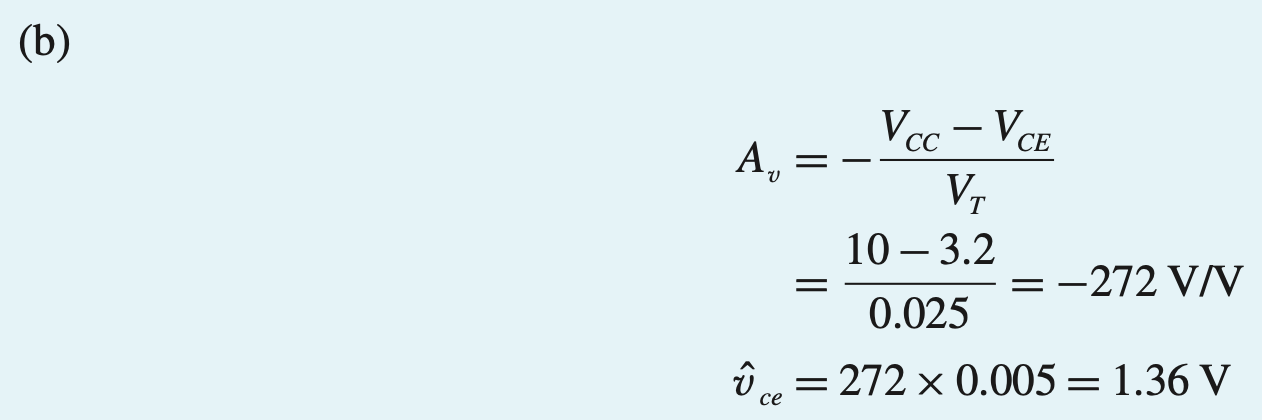 (b)
A_v = −(V_CC − V_CE)/V_T
= (10 − 3.2)/0.025 = −272 V/V
v̂_ce = 272 × 0.005 = 1.36 V